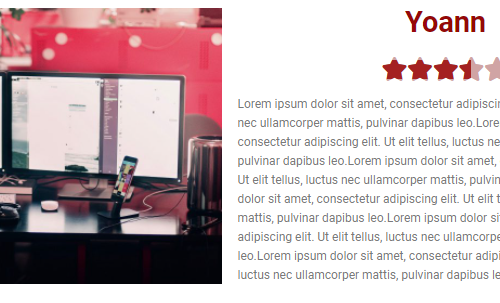 Yoann
Lorem ipsum dolor sit amet, consectetur adipiscin
nec ullamcorper mattis, pulvinar dapibus leo.Lore
consectetur adipiscing elit. Ut elit tellus, luctus ne
pulvinar dapibus leo.Lorem ipsum dolor sit amet,
Ut elit tellus, luctus nec ullamcorper mattis, pulvin
dolor sit amet, consectetur adipiscing elit. Ut elit t
mattis, pulvinar dapibus leo.Lorem ipsum dolor si
adipiscing elit. Ut elit tellus, luctus nec ullamcorpe
leo.Lorem ipsum dolor sit amet, consectetur adipi
luctus nec ullamcorper mattis, pulvinar dapibus le